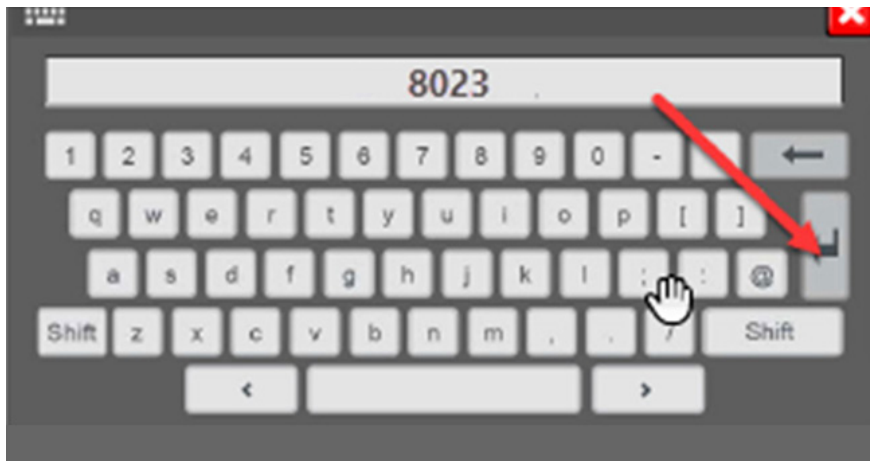 8023
1 2 3 4 5 6 7 8 9 0 -
q w e r t y u i o p [ ]
a s d f g h j k l ; : @
Shift z x c v b n m , . / Shift
< >